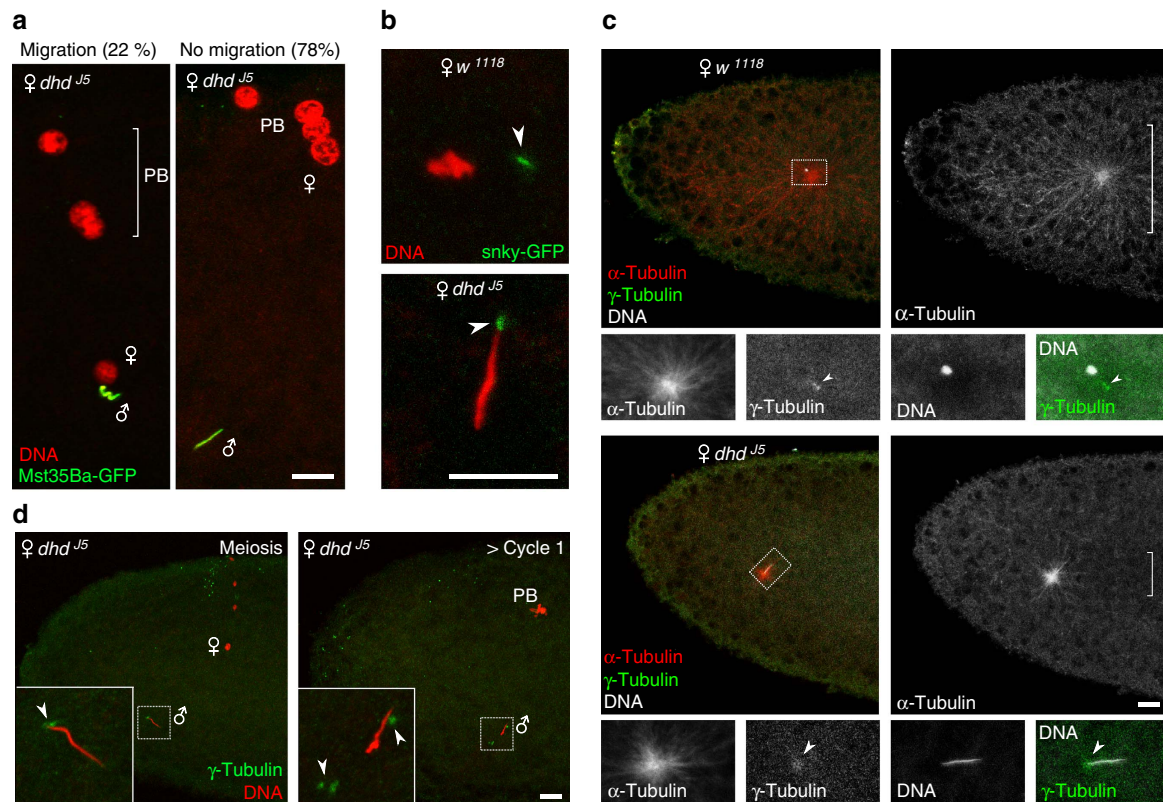 a
Migration (22 %)
No migration (78%)
♀ dhd J5
PB
♀
♂
DNA
Mst35Ba-GFP
♀ dhd J5
PB
♀
♂
b
♀ w 1118
DNA
snky-GFP
♀ dhd J5
c
♀ w 1118
α-Tubulin
γ-Tubulin
DNA
α-Tubulin
α-Tubulin
γ-Tubulin
DNA
DNA
γ-Tubulin
♀ dhd J5
α-Tubulin
γ-Tubulin
DNA
α-Tubulin
α-Tubulin
γ-Tubulin
DNA
DNA
γ-Tubulin
d
♀ dhd J5
Meiosis
♀
♂
γ-Tubulin
DNA
♀ dhd J5
> Cycle 1
PB
♂